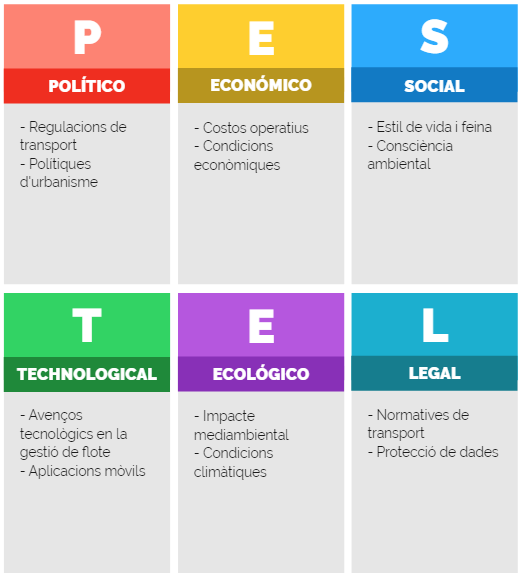 P
POLÍTICO
- Regulacions de
transport
- Polítiques
d'urbanisme
E
ECONÓMICO
- Costos operatius
- Condicions
econòmiques
S
SOCIAL
- Estil de vida i feina
- Consciència
ambiental
T
TECHNOLOGICAL
- Avenços
tecnològics en la
gestió de flote
- Aplicacions mòvils
E
ECOLÓGICO
- Impacte
mediambiental
- Condicions
climàtiques
L
LEGAL
- Normatives de
transport
- Protecció de dades